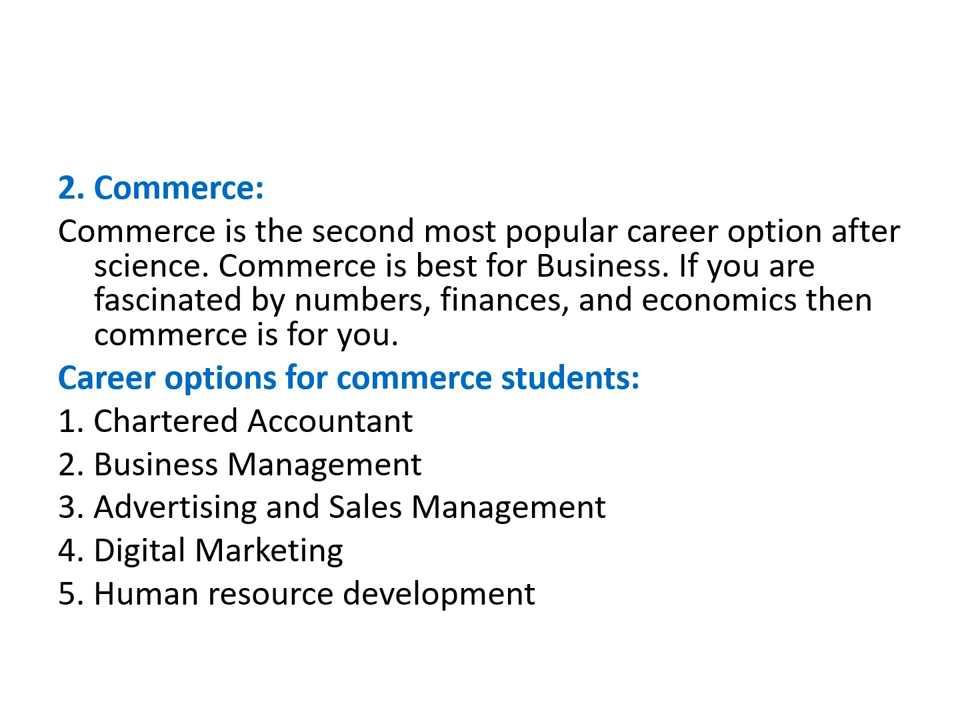 2. Commerce:
Commerce is the second most popular career option after
science. Commerce is best for Business. If you are
fascinated by numbers, finances, and economics then
commerce is for you.
Career options for commerce students:
1. Chartered Accountant
2. Business Management
3. Advertising and Sales Management
4. Digital Marketing
5. Human resource development